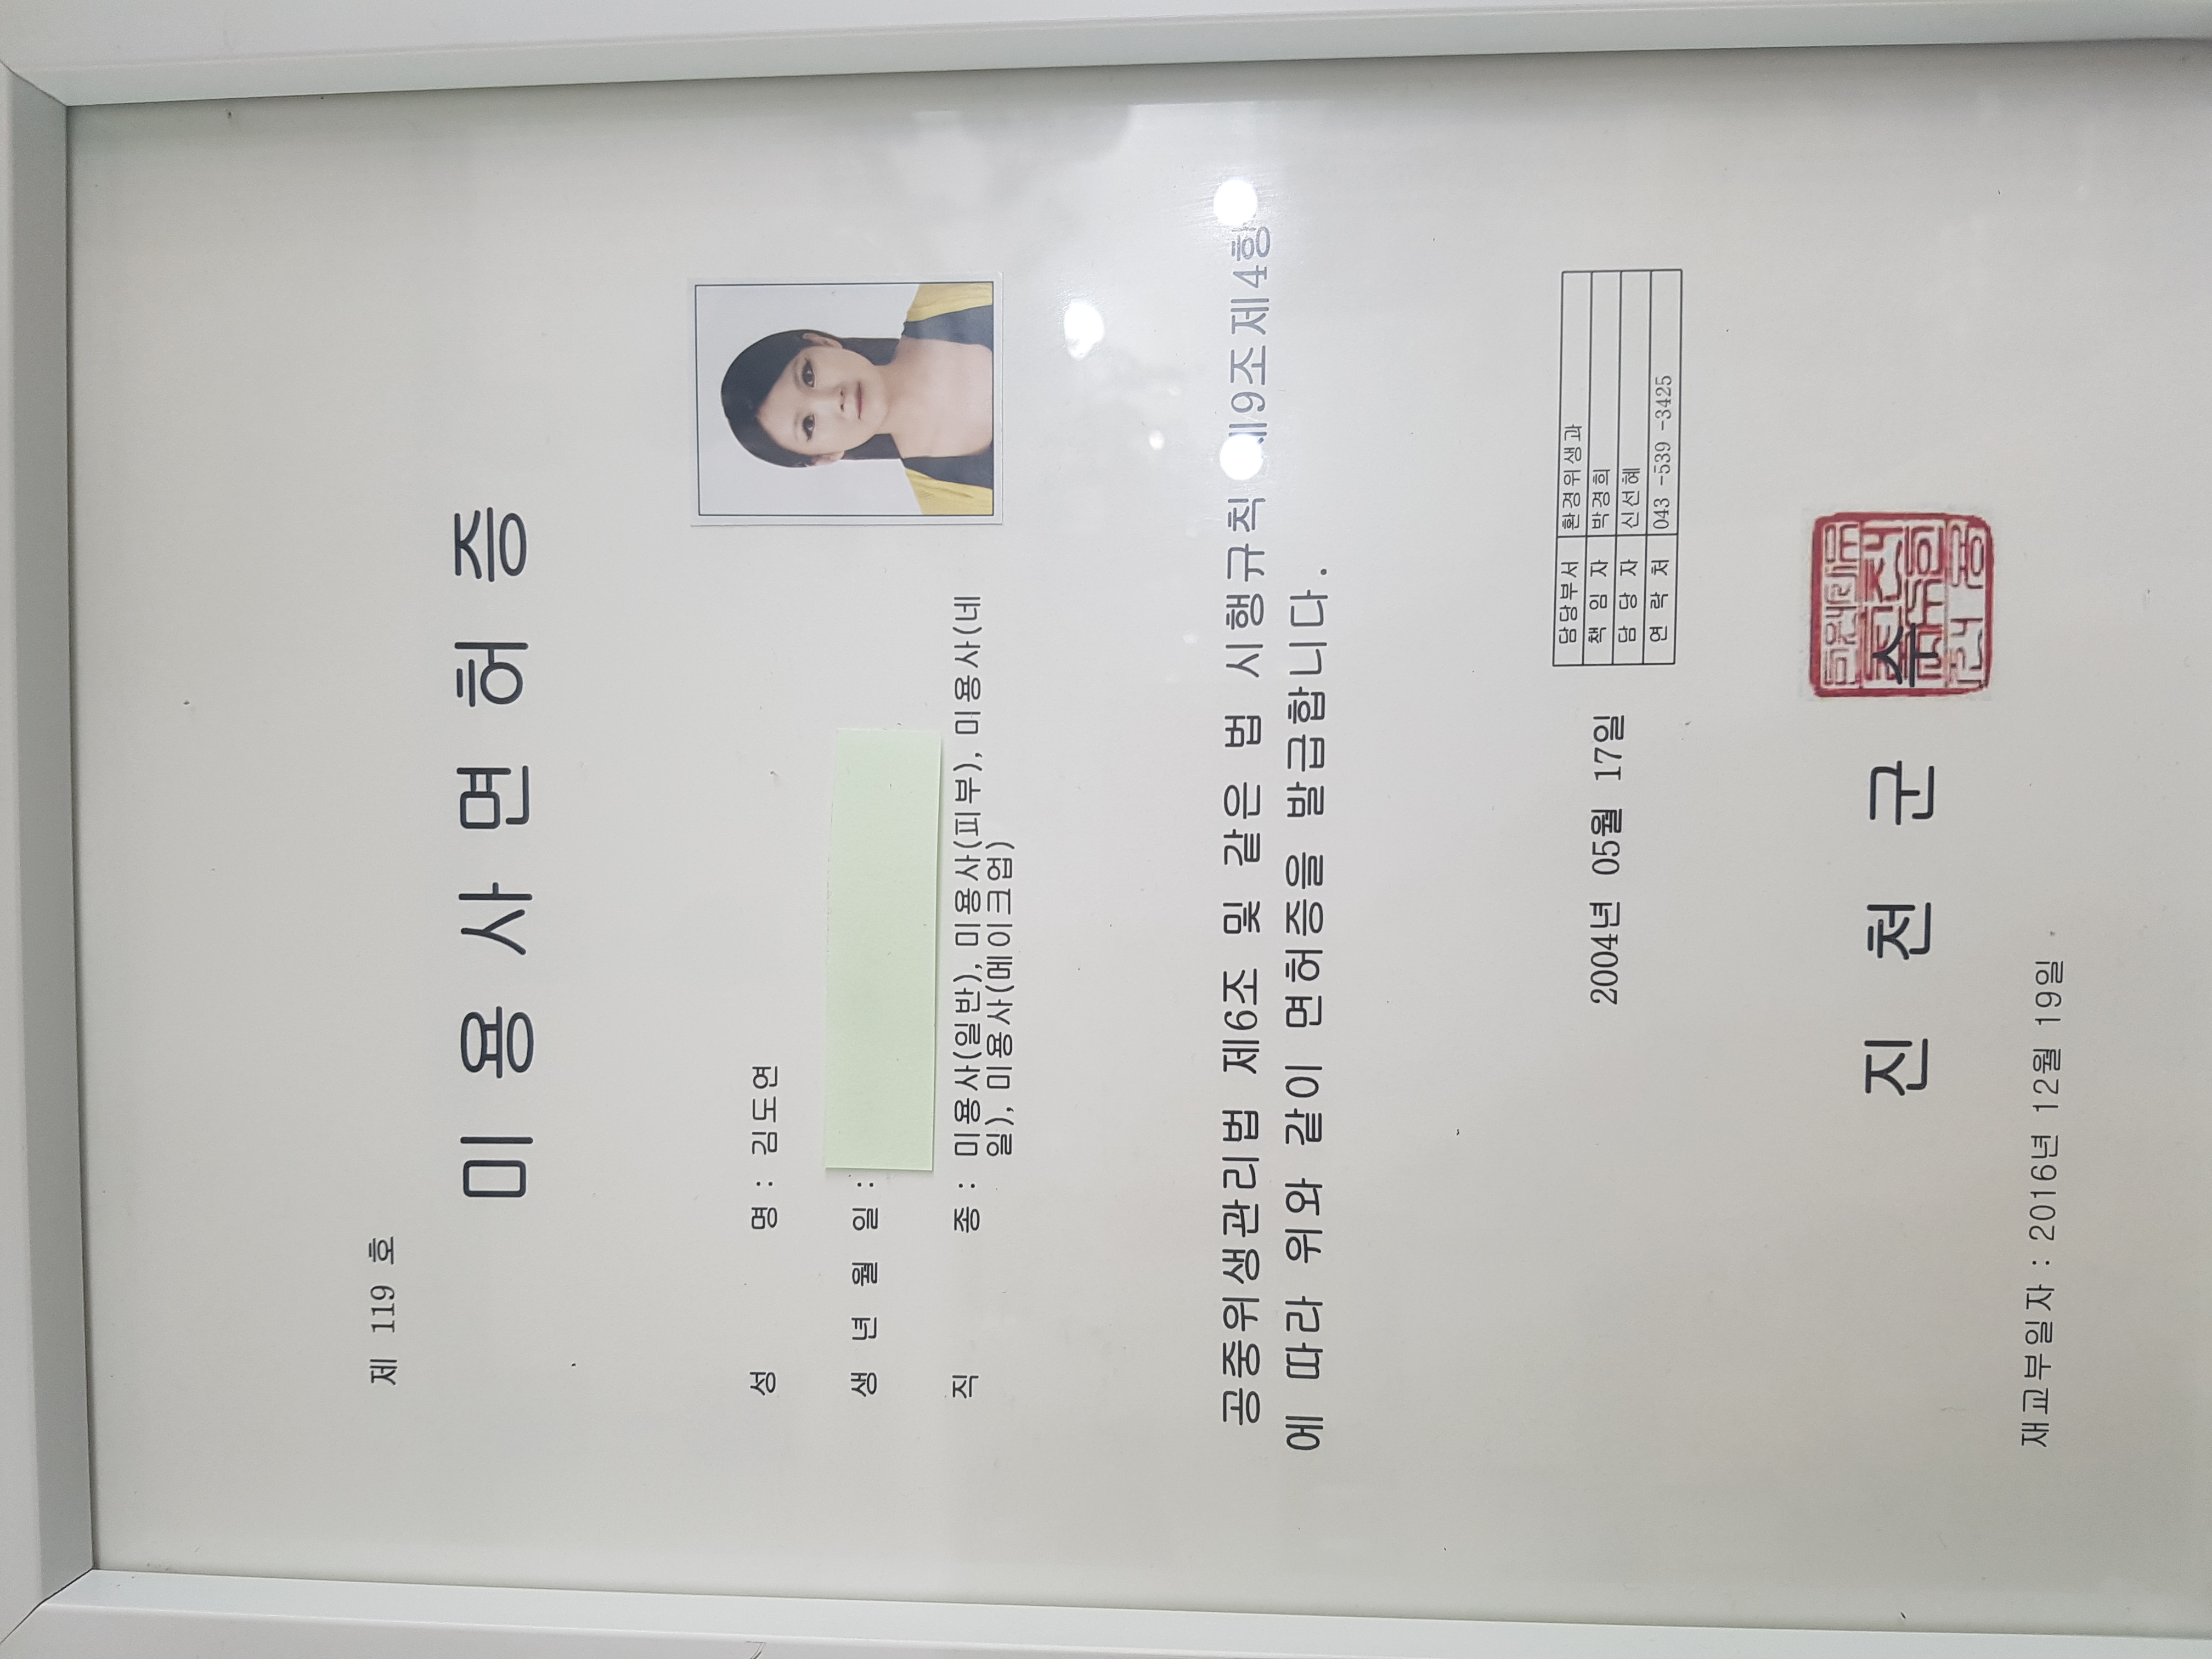 제 119 호
미 용 사 면 허 증
성 명 : 김도연
생 년 월 일 :
직 종 : 미용사(일반), 미용사(피부), 미용사(네
일), 미용사(메이크업)
공중위생관리법 제6조 및 같은 법 시행규칙 제9조제4항
에 따라 위와 같이 면허증을 발급합니다.
담당부서 환경위생과
책 임 자 박경희
담 당 자 신선혜
연 락 처 043 -539 -3425
2004년 05월 17일
진 천 군 수
재교부일자 : 2016년 12월 19일